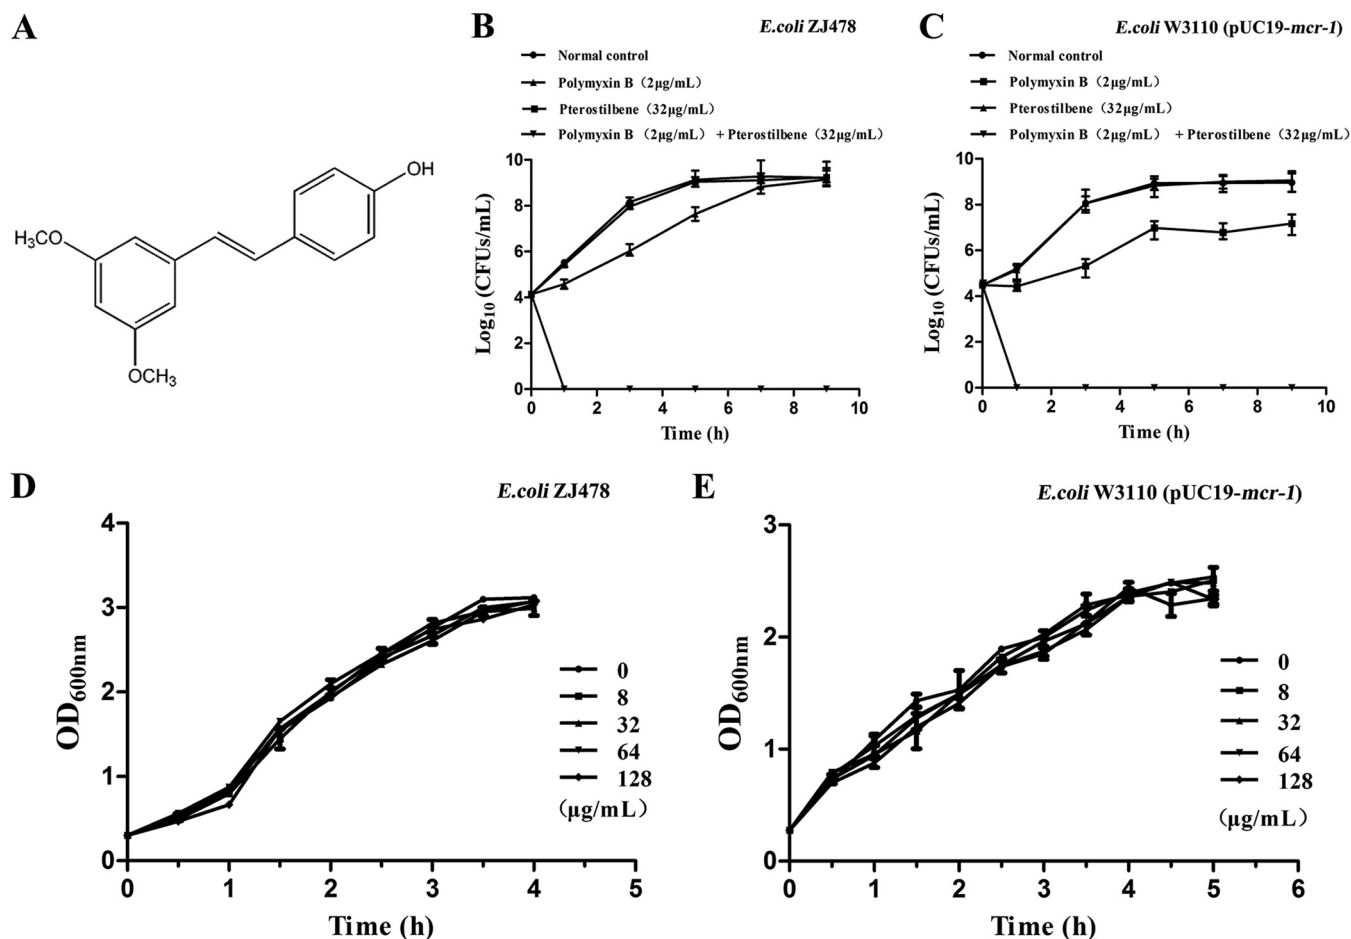 A
OH
H3CO
OCH3
B
E.coli ZJ478
Normal control
Polymyxin B（2μg/mL）
Pterostilbene（32μg/mL）
Polymyxin B （2μg/mL） + Pterostilbene（32μg/mL）
Log10 (CFUs/mL)
10
8
6
4
2
0
0 2 4 6 8 10
Time (h)
C
E.coli W3110 (pUC19-mcr-1)
Normal control
Polymyxin B（2μg/mL）
Pterostilbene（32μg/mL）
Polymyxin B （2μg/mL） + Pterostilbene（32μg/mL）
Log10 (CFUs/mL)
10
8
6
4
2
0
0 2 4 6 8 10
Time (h)
D
E.coli ZJ478
OD600nm
4
3
2
1
0
0
8
32
64
128
（μg/mL）
0 1 2 3 4 5
Time (h)
E
E.coli W3110 (pUC19-mcr-1)
OD600nm
3
2
1
0
0
8
32
64
128
（μg/mL）
0 1 2 3 4 5 6
Time (h)